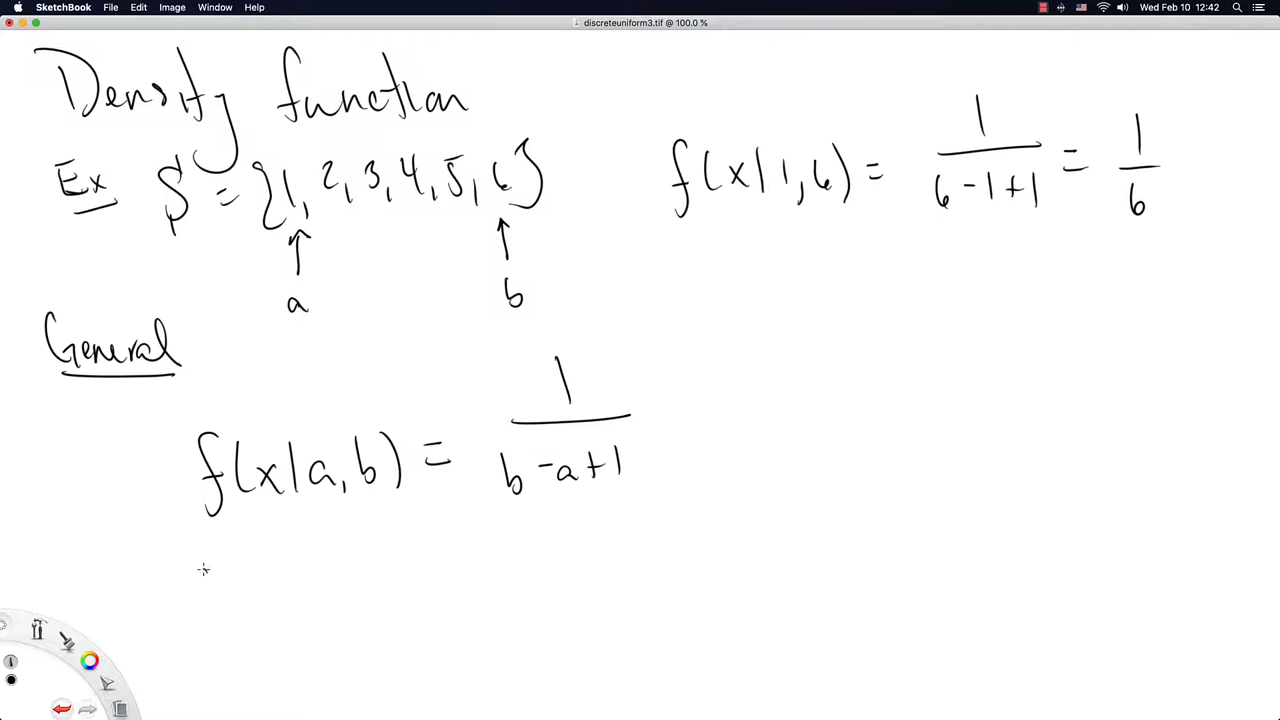 SketchBook File Edit Image Window Help Wed Feb 10 12:42
discreteuniform3.tif @ 100.0 %
Density function
Ex S = {1, 2, 3, 4, 5, 6}
f(x|1,6) = 1/(6-1+1) = 1/6
a b
General
f(x|a,b) = 1/(b-a+1)